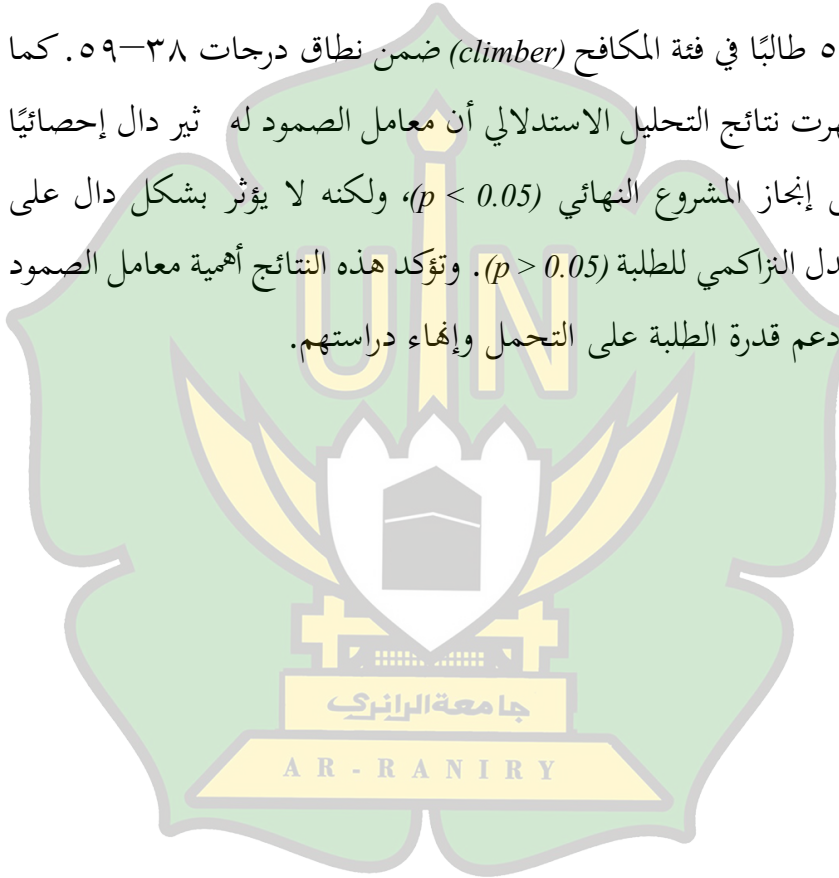 ٥ طالبًا في فئة المكافح (climber) ضمن نطاق درجات ٣٨–٥٩. كما
هرت نتائج التحليل الاستدلالي أن معامل الصمود له ثير دال إحصائيًا
إنجاز المشروع النهائي (p < 0.05)، ولكنه لا يؤثر بشكل دال على
دل التراكمي للطلبة (p > 0.05). وتؤكد هذه النتائج أهمية معامل الصمود
دعم قدرة الطلبة على التحمل وإنهاء دراستهم.
UIN
جامعة الرانري
AR-RANIRY